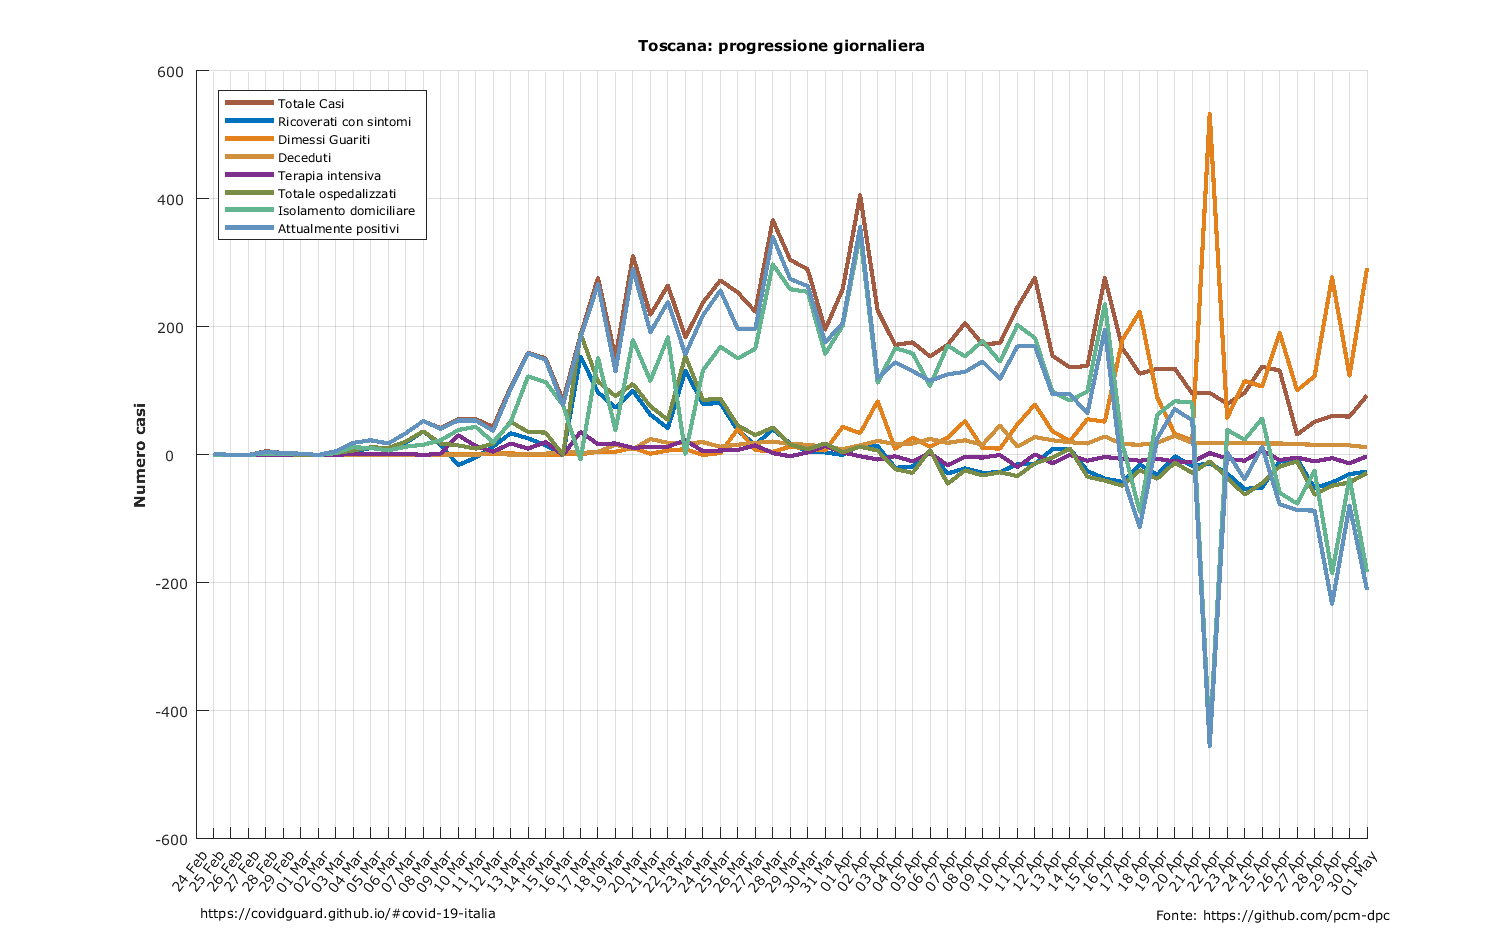 Toscana: progressione giornaliera
600
400
200
0
-200
-400
-600
Numero casi
Totale Casi
Ricoverati con sintomi
Dimessi Guariti
Deceduti
Terapia intensiva
Totale ospedalizzati
Isolamento domiciliare
Attualmente positivi
24 Feb
25 Feb
26 Feb
27 Feb
28 Feb
29 Feb
01 Mar
02 Mar
03 Mar
04 Mar
05 Mar
06 Mar
07 Mar
08 Mar
09 Mar
10 Mar
11 Mar
12 Mar
13 Mar
14 Mar
15 Mar
16 Mar
17 Mar
18 Mar
19 Mar
20 Mar
21 Mar
22 Mar
23 Mar
24 Mar
25 Mar
26 Mar
27 Mar
28 Mar
29 Mar
30 Mar
31 Mar
01 Apr
02 Apr
03 Apr
04 Apr
05 Apr
06 Apr
07 Apr
08 Apr
09 Apr
10 Apr
11 Apr
12 Apr
13 Apr
14 Apr
15 Apr
16 Apr
17 Apr
18 Apr
19 Apr
20 Apr
21 Apr
22 Apr
23 Apr
24 Apr
25 Apr
26 Apr
27 Apr
28 Apr
29 Apr
30 Apr
01 May
https://covidguard.github.io/#covid-19-italia
Fonte: https://github.com/pcm-dpc